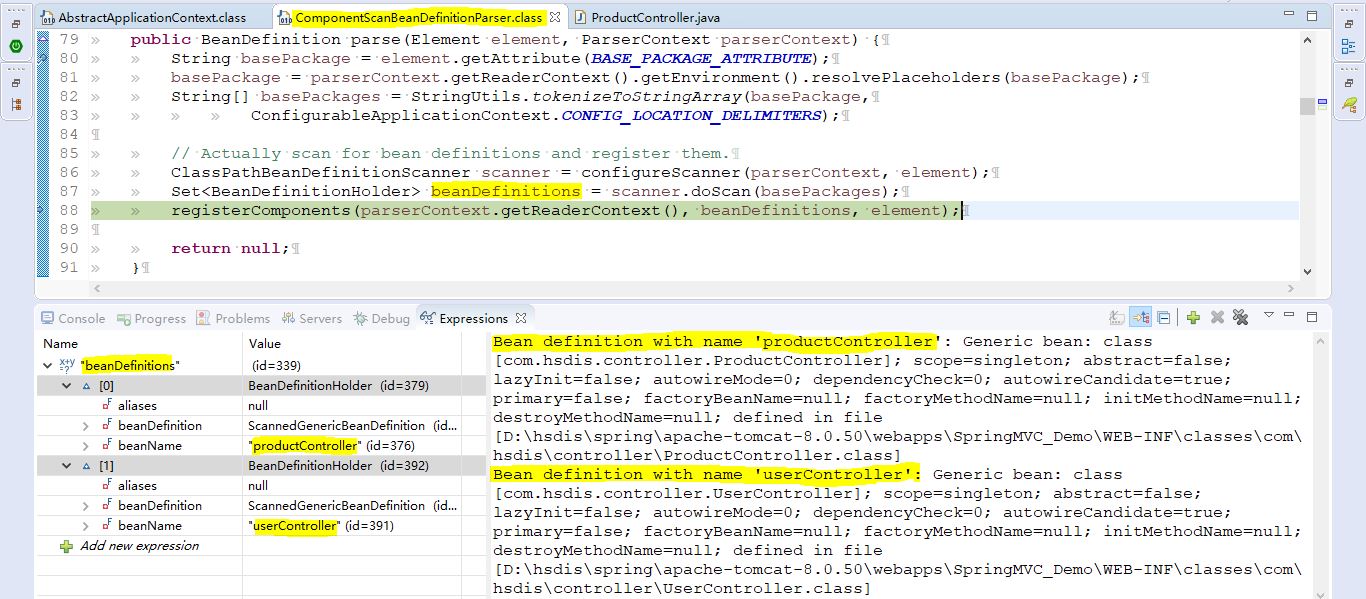 AbstractApplicationContext.class
ComponentScanBeanDefinitionParser.class
ProductController.java
79 » public BeanDefinition parse(Element element, ParserContext parserContext) {¶
80 » » String basePackage = element.getAttribute(BASE_PACKAGE_ATTRIBUTE);¶
81 » » basePackage = parserContext.getReaderContext().getEnvironment().resolvePlaceholders(basePackage);¶
82 » » String[] basePackages = StringUtils.tokenizeToStringArray(basePackage,¶
83 » » » » ConfigurableApplicationContext.CONFIG_LOCATION_DELIMITERS);¶
84 ¶
85 » » // Actually scan for bean definitions and register them.¶
86 » » ClassPathBeanDefinitionScanner scanner = configureScanner(parserContext, element);¶
87 » » Set<BeanDefinitionHolder> beanDefinitions = scanner.doScan(basePackages);¶
88 » » registerComponents(parserContext.getReaderContext(), beanDefinitions, element);¶
89 ¶
90 » » return null;¶
91 » }¶
Console Progress Problems Servers Debug Expressions
Name Value
"beanDefinitions" (id=339)
[0] BeanDefinitionHolder (id=379)
aliases null
beanDefinition ScannedGenericBeanDefinition (id...
beanName "productController" (id=376)
[1] BeanDefinitionHolder (id=392)
aliases null
beanDefinition ScannedGenericBeanDefinition (id...
beanName "userController" (id=391)
Add new expression
Bean definition with name 'productController': Generic bean: class
[com.hsdis.controller.ProductController]; scope=singleton; abstract=false;
lazyInit=false; autowireMode=0; dependencyCheck=0; autowireCandidate=true;
primary=false; factoryBeanName=null; factoryMethodName=null; initMethodName=null;
destroyMethodName=null; defined in file
[D:\hsdis\spring\apache-tomcat-8.0.50\webapps\SpringMVC_Demo\WEB-INF\classes\com\
hsdis\controller\ProductController.class]
Bean definition with name 'userController': Generic bean: class
[com.hsdis.controller.UserController]; scope=singleton; abstract=false;
lazyInit=false; autowireMode=0; dependencyCheck=0; autowireCandidate=true;
primary=false; factoryBeanName=null; factoryMethodName=null; initMethodName=null;
destroyMethodName=null; defined in file
[D:\hsdis\spring\apache-tomcat-8.0.50\webapps\SpringMVC_Demo\WEB-INF\classes\com\
hsdis\controller\UserController.class]